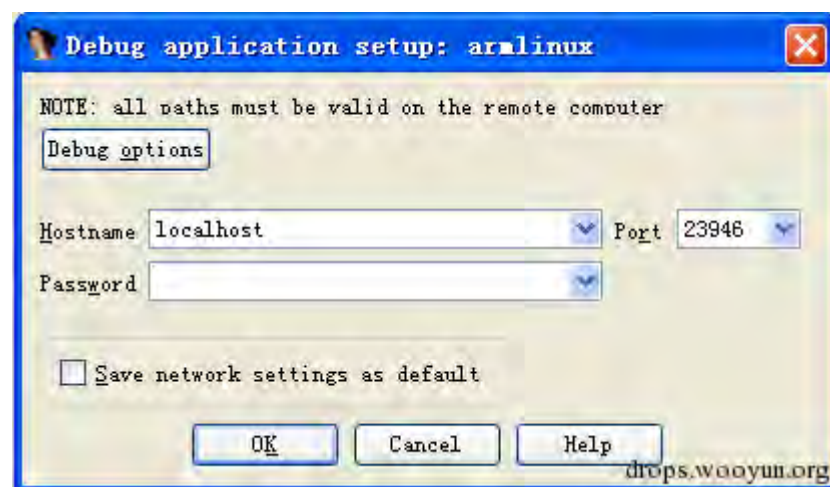 Debug application setup: armlinux
NOTE: all paths must be valid on the remote computer
Debug options
Hostname localhost Port 23946
Password
Save network settings as default
OK Cancel Help
drops.wooyun.org